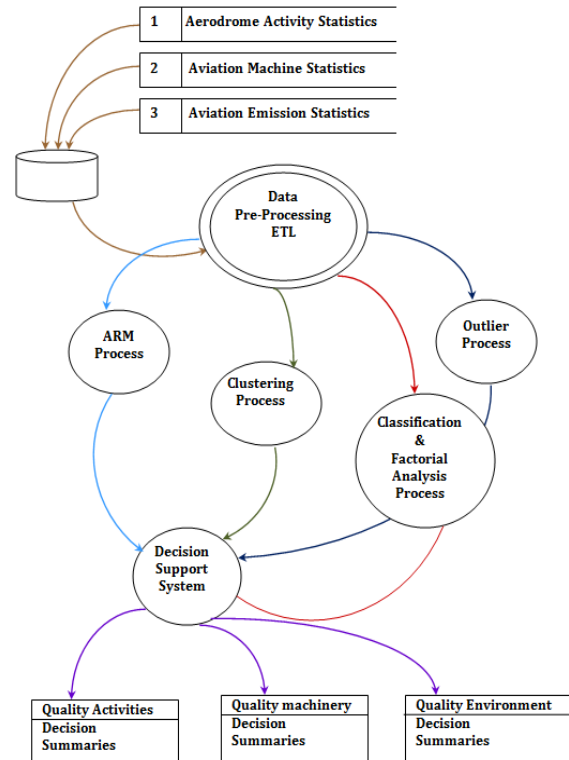 1 Aerodrome Activity Statistics
2 Aviation Machine Statistics
3 Aviation Emission Statistics
Data
Pre-Processing
ETL
ARM
Process
Outlier
Process
Clustering
Process
Classification
&
Factorial
Analysis
Process
Decision
Support
System
Quality Activities
Decision
Summaries
Quality machinery
Decision
Summaries
Quality Environment
Decision
Summaries